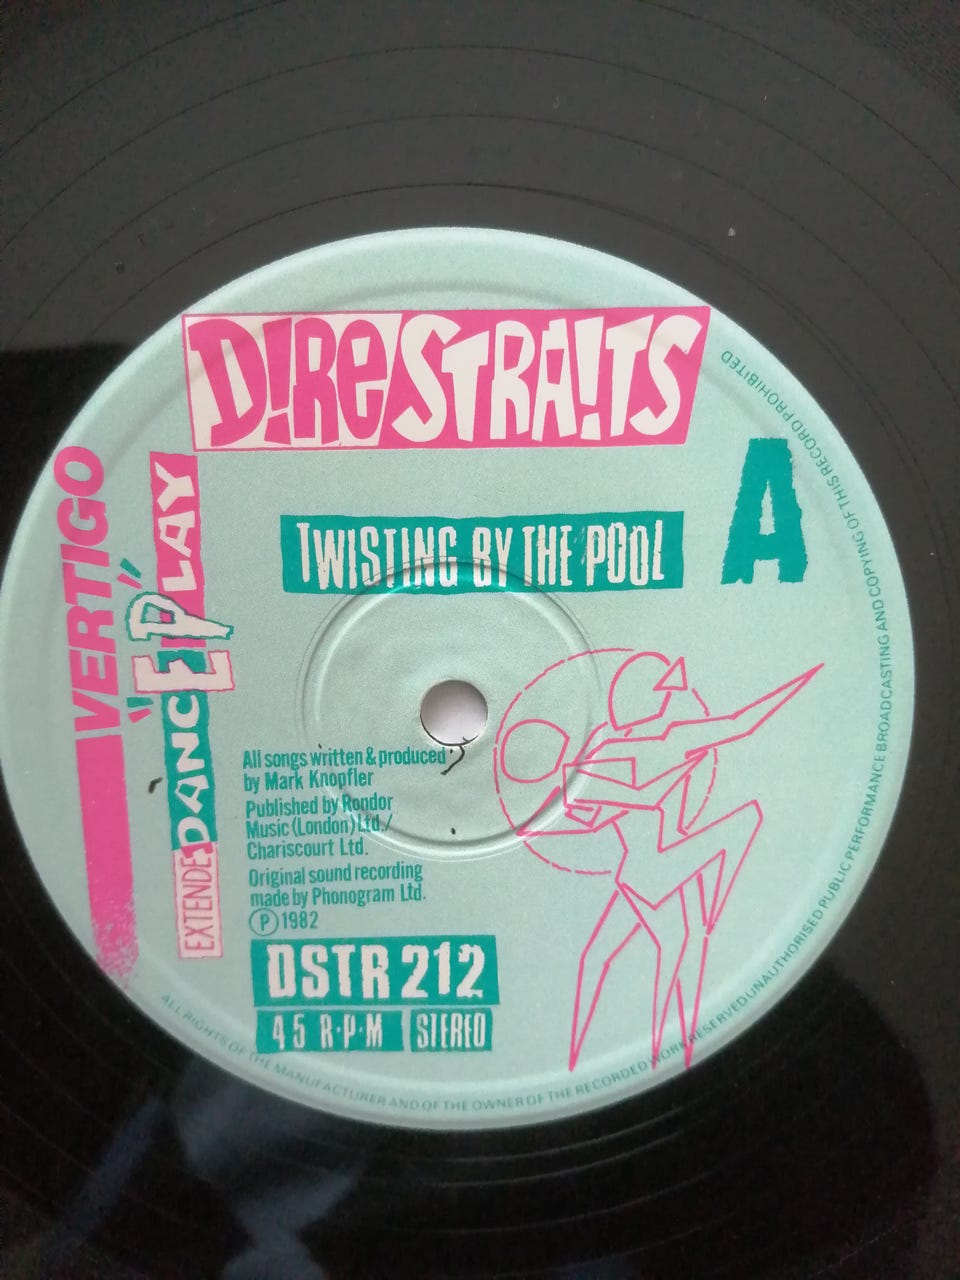 D!RE STRA!TS
A
TWISTING BY THE POOL
VERTIGO
EXTENDED DANCE "EP" PLAY
All songs written & produced
by Mark Knopfler
Published by Rondor
Music (London) Ltd./
Chariscourt Ltd.
Original sound recording
made by Phonogram Ltd.
Ⓟ 1982
DSTR 212
45 R·P·M STEREO
ALL RIGHTS OF THE MANUFACTURER AND OF THE OWNER OF THE RECORDED WORK RESERVED UNAUTHORISED PUBLIC PERFORMANCE BROADCASTING AND COPYING OF THIS RECORD PROHIBITED